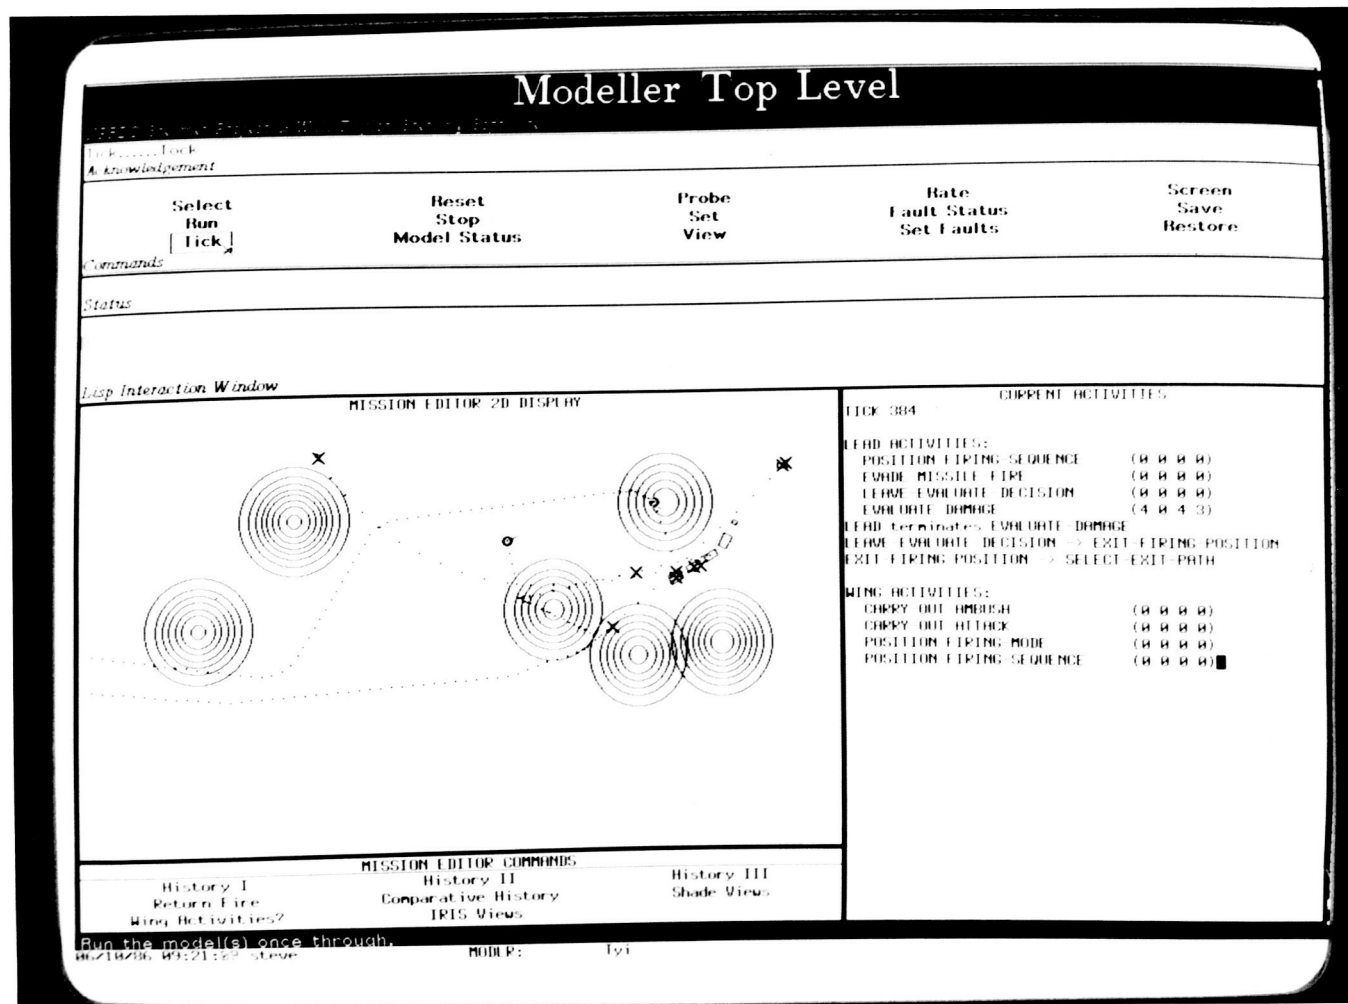 Modeller Top Level
Tick......Tock
Acknowledgement
Select Reset Probe Rate Screen
Run Stop Set Fault Status Save
Tick Model Status View Set Faults Restore
Commands
Status
Lisp Interaction Window
MISSION EDITOR 2D DISPLAY
CURRENT ACTIVITIES
TICK 384
LEAD ACTIVITIES:
POSITION FIRING-SEQUENCE (0 0 0 0)
EVADE MISSILE FIRE (0 0 0 0)
LEAVE EVALUATE DECISION (0 0 0 0)
EVALUATE DAMAGE (4 0 4 3)
LEAD terminates EVALUATE-DAMAGE
LEAVE EVALUATE DECISION -> EXIT-FIRING-POSITION
EXIT FIRING POSITION -> SELECT-EXIT-PATH
WING ACTIVITIES:
CARRY OUT AMBUSH (0 0 0 0)
CARRY OUT ATTACK (0 0 0 0)
POSITION FIRING-MODE (0 0 0 0)
POSITION FIRING SEQUENCE (0 0 0 0)
MISSION EDITOR COMMANDS
History I History II History III
Return Fire Comparative History Shade Views
Wing Activities? IRIS Views
Run the model(s) once through.
06/10/86 09:21: steve MODLR: Tyi